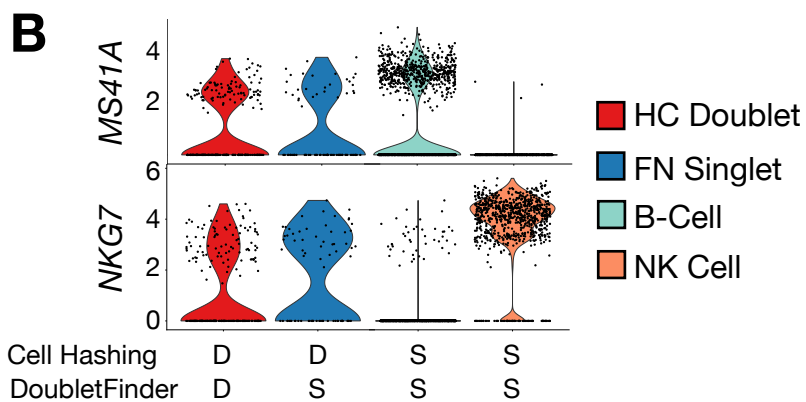 B
MS41A
4
2
NKG7
6
4
2
0
HC Doublet
FN Singlet
B-Cell
NK Cell
Cell Hashing D D S S
DoubletFinder D S S S